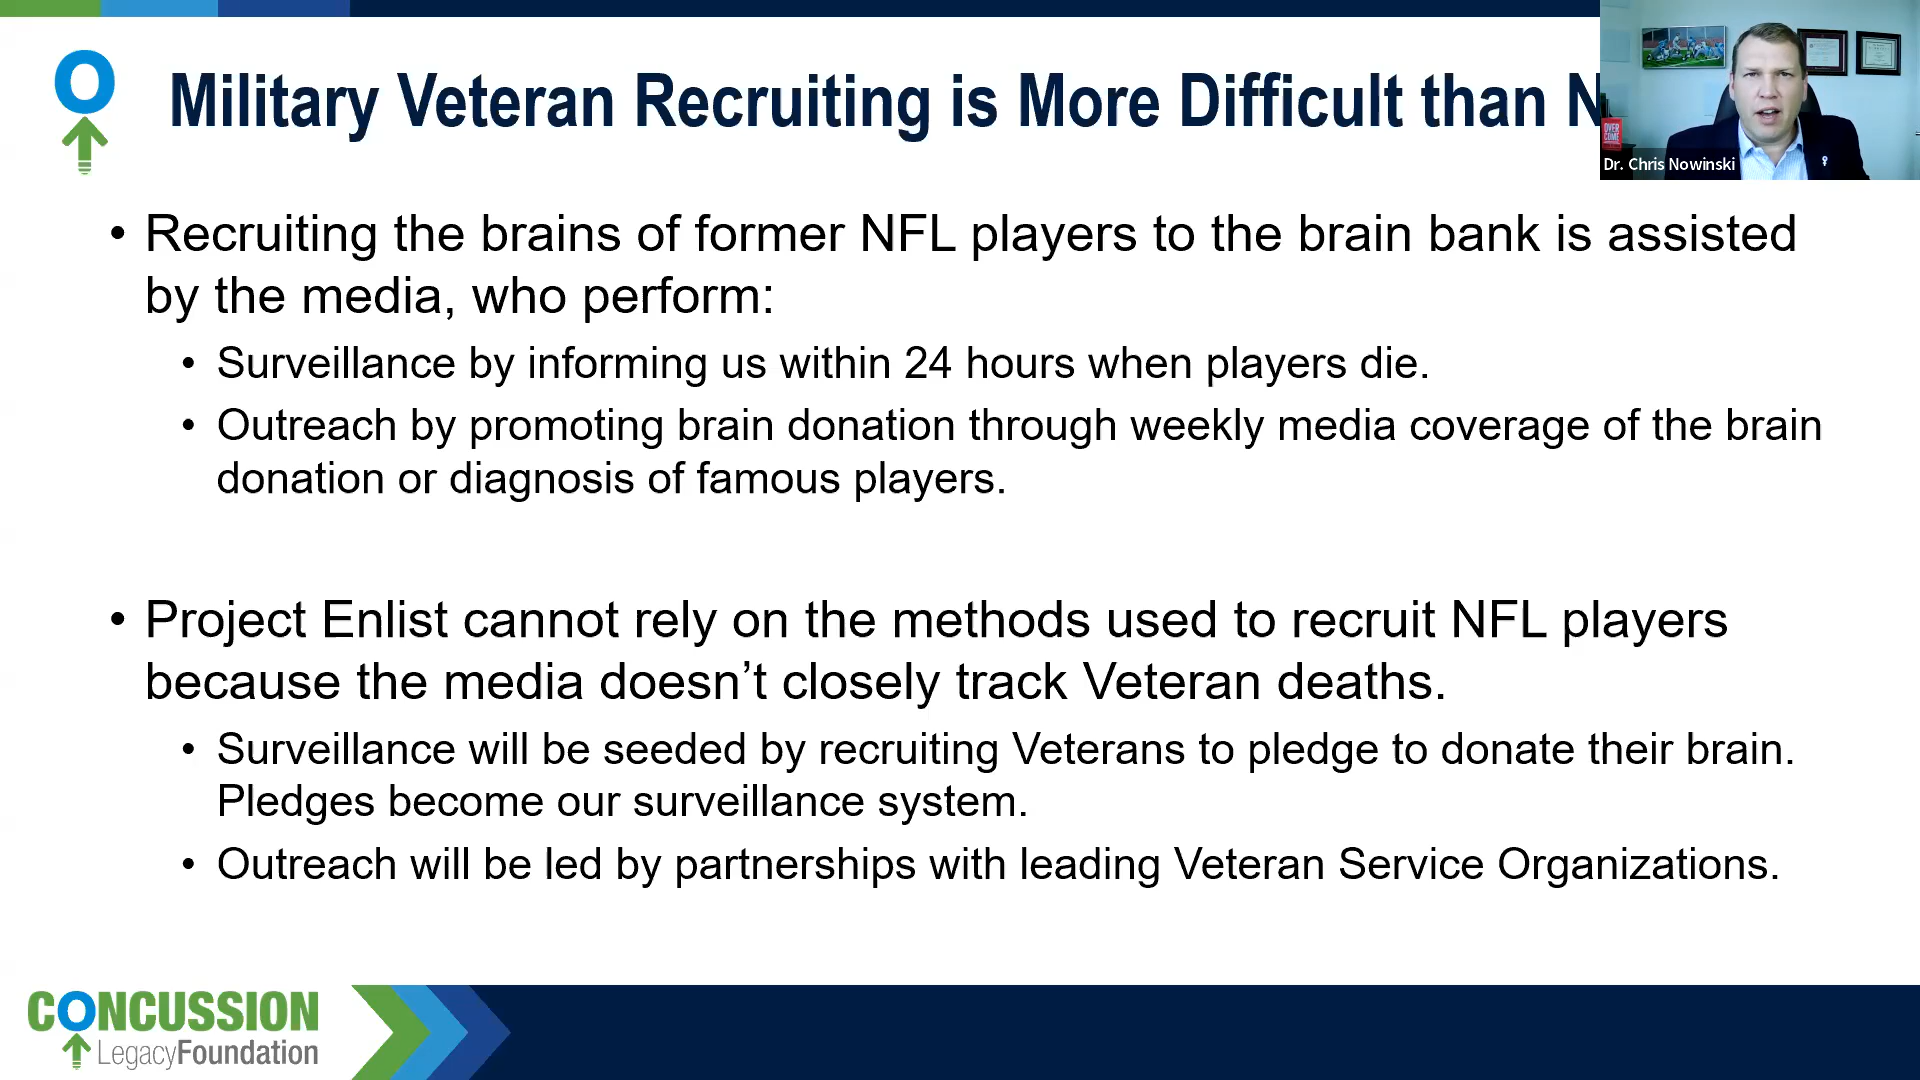 Military Veteran Recruiting is More Difficult than N
Dr. Chris Nowinski
OVER
COME
• Recruiting the brains of former NFL players to the brain bank is assisted
by the media, who perform:
• Surveillance by informing us within 24 hours when players die.
• Outreach by promoting brain donation through weekly media coverage of the brain
donation or diagnosis of famous players.
• Project Enlist cannot rely on the methods used to recruit NFL players
because the media doesn’t closely track Veteran deaths.
• Surveillance will be seeded by recruiting Veterans to pledge to donate their brain.
Pledges become our surveillance system.
• Outreach will be led by partnerships with leading Veteran Service Organizations.
CONCUSSION
LegacyFoundation